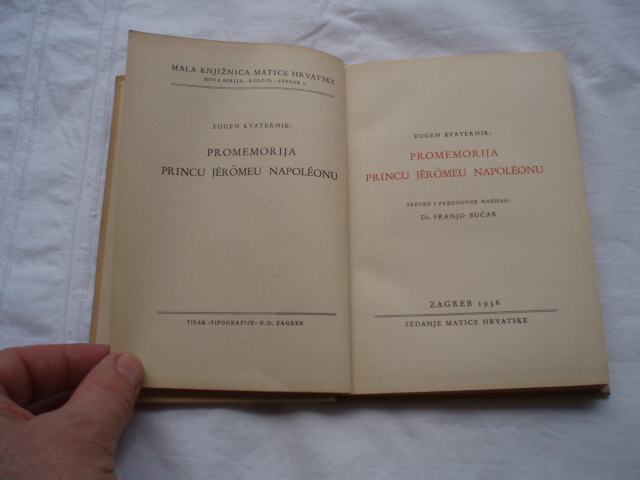 MALA KNJIŽNICA MATICE HRVATSKE
NOVA SERIJA - KOLO II. - SVEZAK
EUGEN KVATERNIK:
PROMEMORIJA
PRINCU JÉRÔMEU NAPOLÉONU
TISAK »TIPOGRAFIJE« D. D., ZAGREB
EUGEN KVATERNIK:
PROMEMORIJA
PRINCU JÉRÔMEU NAPOLÉONU
PREVEO I PREDGOVOR NAPISAO:
Dr. FRANJO BUČAR
ZAGREB 1936
IZDANJE MATICE HRVATSKE